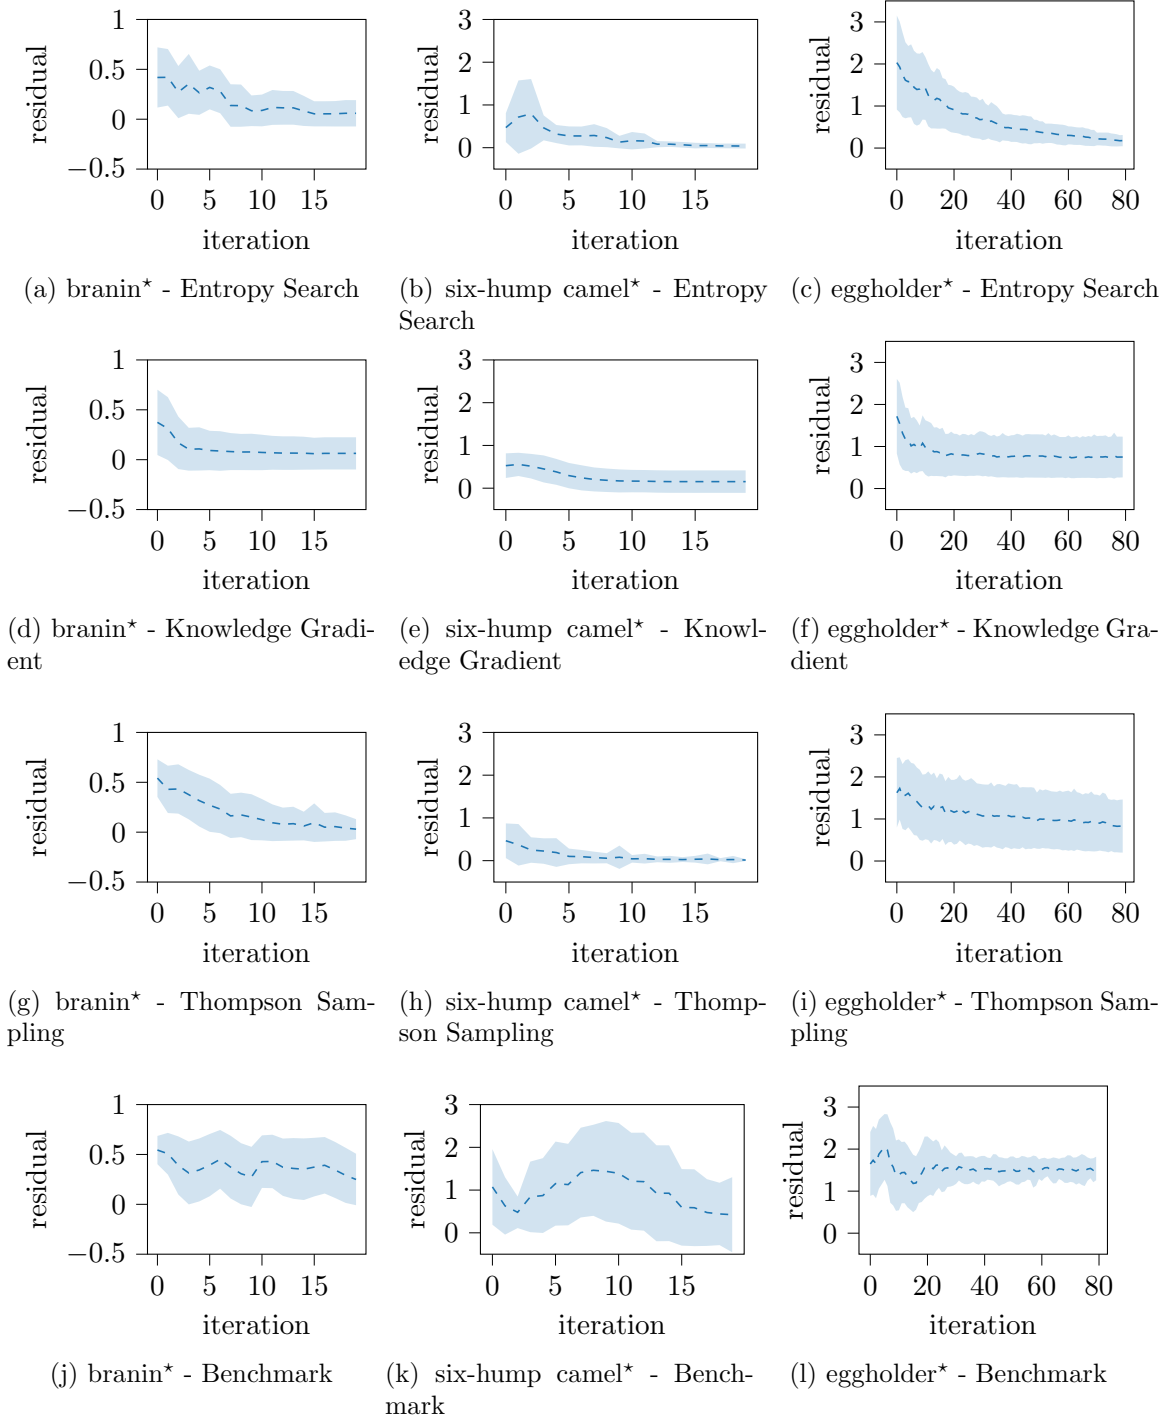 1
0.5
0
−0.5
residual
0
5
10
15
iteration
3
2
1
0
residual
0
5
10
15
iteration
3
2
1
0
residual
0
20
40
60
80
iteration
(a) branin⋆ - Entropy Search
(b) six-hump camel⋆ - Entropy
Search
(c) eggholder⋆ - Entropy Search
1
0.5
0
−0.5
residual
0
5
10
15
iteration
3
2
1
0
residual
0
5
10
15
iteration
3
2
1
0
residual
0
20
40
60
80
iteration
(d) branin⋆ - Knowledge Gradi-
ent
(e) six-hump camel⋆ - Knowl-
edge Gradient
(f) eggholder⋆ - Knowledge Gra-
dient
1
0.5
0
−0.5
residual
0
5
10
15
iteration
3
2
1
0
residual
0
5
10
15
iteration
3
2
1
0
residual
0
20
40
60
80
iteration
(g) branin⋆ - Thompson Sam-
pling
(h) six-hump camel⋆ - Thomp-
son Sampling
(i) eggholder⋆ - Thompson Sam-
pling
1
0.5
0
−0.5
residual
0
5
10
15
iteration
3
2
1
0
residual
0
5
10
15
iteration
3
2
1
0
residual
0
20
40
60
80
iteration
(j) branin⋆ - Benchmark
(k) six-hump camel⋆ - Bench-
mark
(l) eggholder⋆ - Benchmark